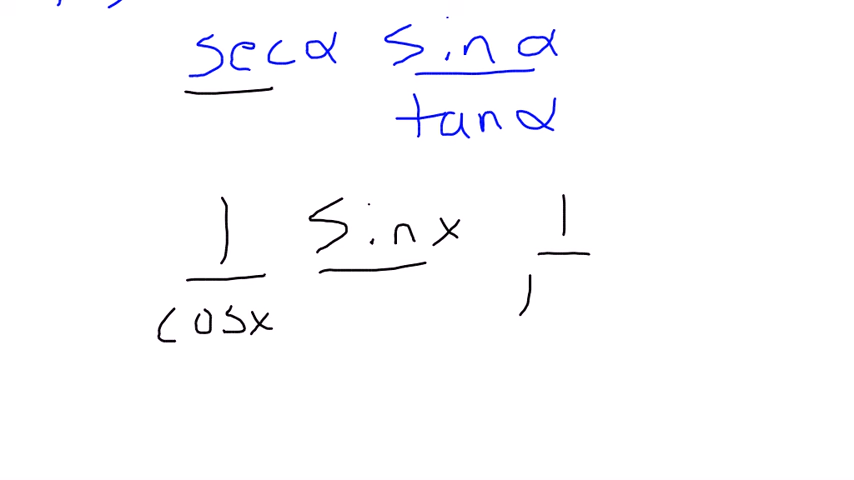 secα sinα
tanα
1 sinx 1
cosx